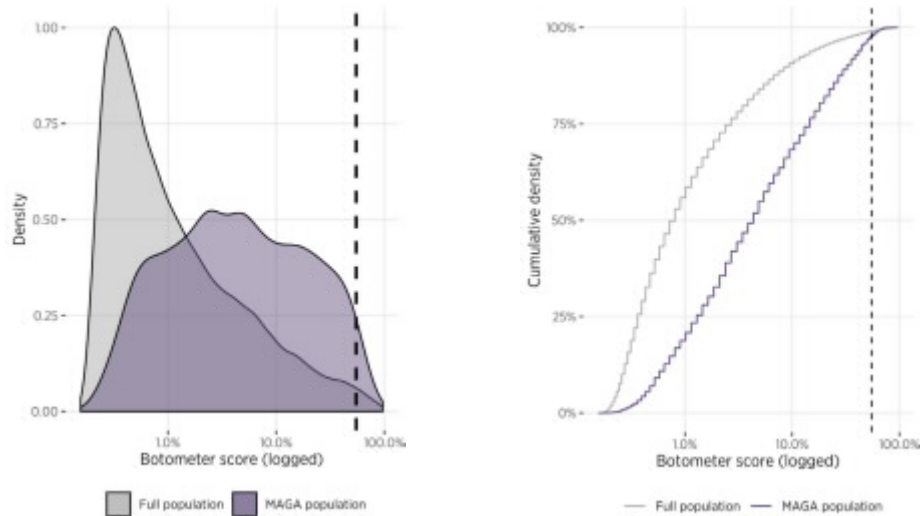 1.00
0.75
0.50
0.25
0.00
Density
1.0% 10.0% 100.0%
Botometer score (logged)
Full population MAGA population
100%
75%
50%
25%
0%
Cumulative density
1.0% 10.0% 100.0%
Botometer score (logged)
Full population MAGA population